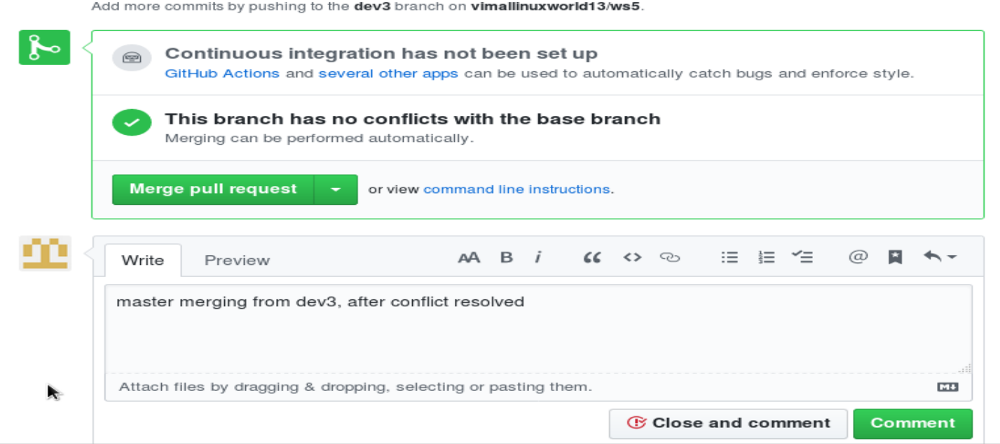 Add more commits by pushing to the dev3 branch on vimallinuxworld13/ws5.
Continuous integration has not been set up
GitHub Actions and several other apps can be used to automatically catch bugs and enforce style.
This branch has no conflicts with the base branch
Merging can be performed automatically.
Merge pull request or view command line instructions.
Write Preview AA B i @
master merging from dev3, after conflict resolved
Attach files by dragging & dropping, selecting or pasting them. M
Close and comment Comment